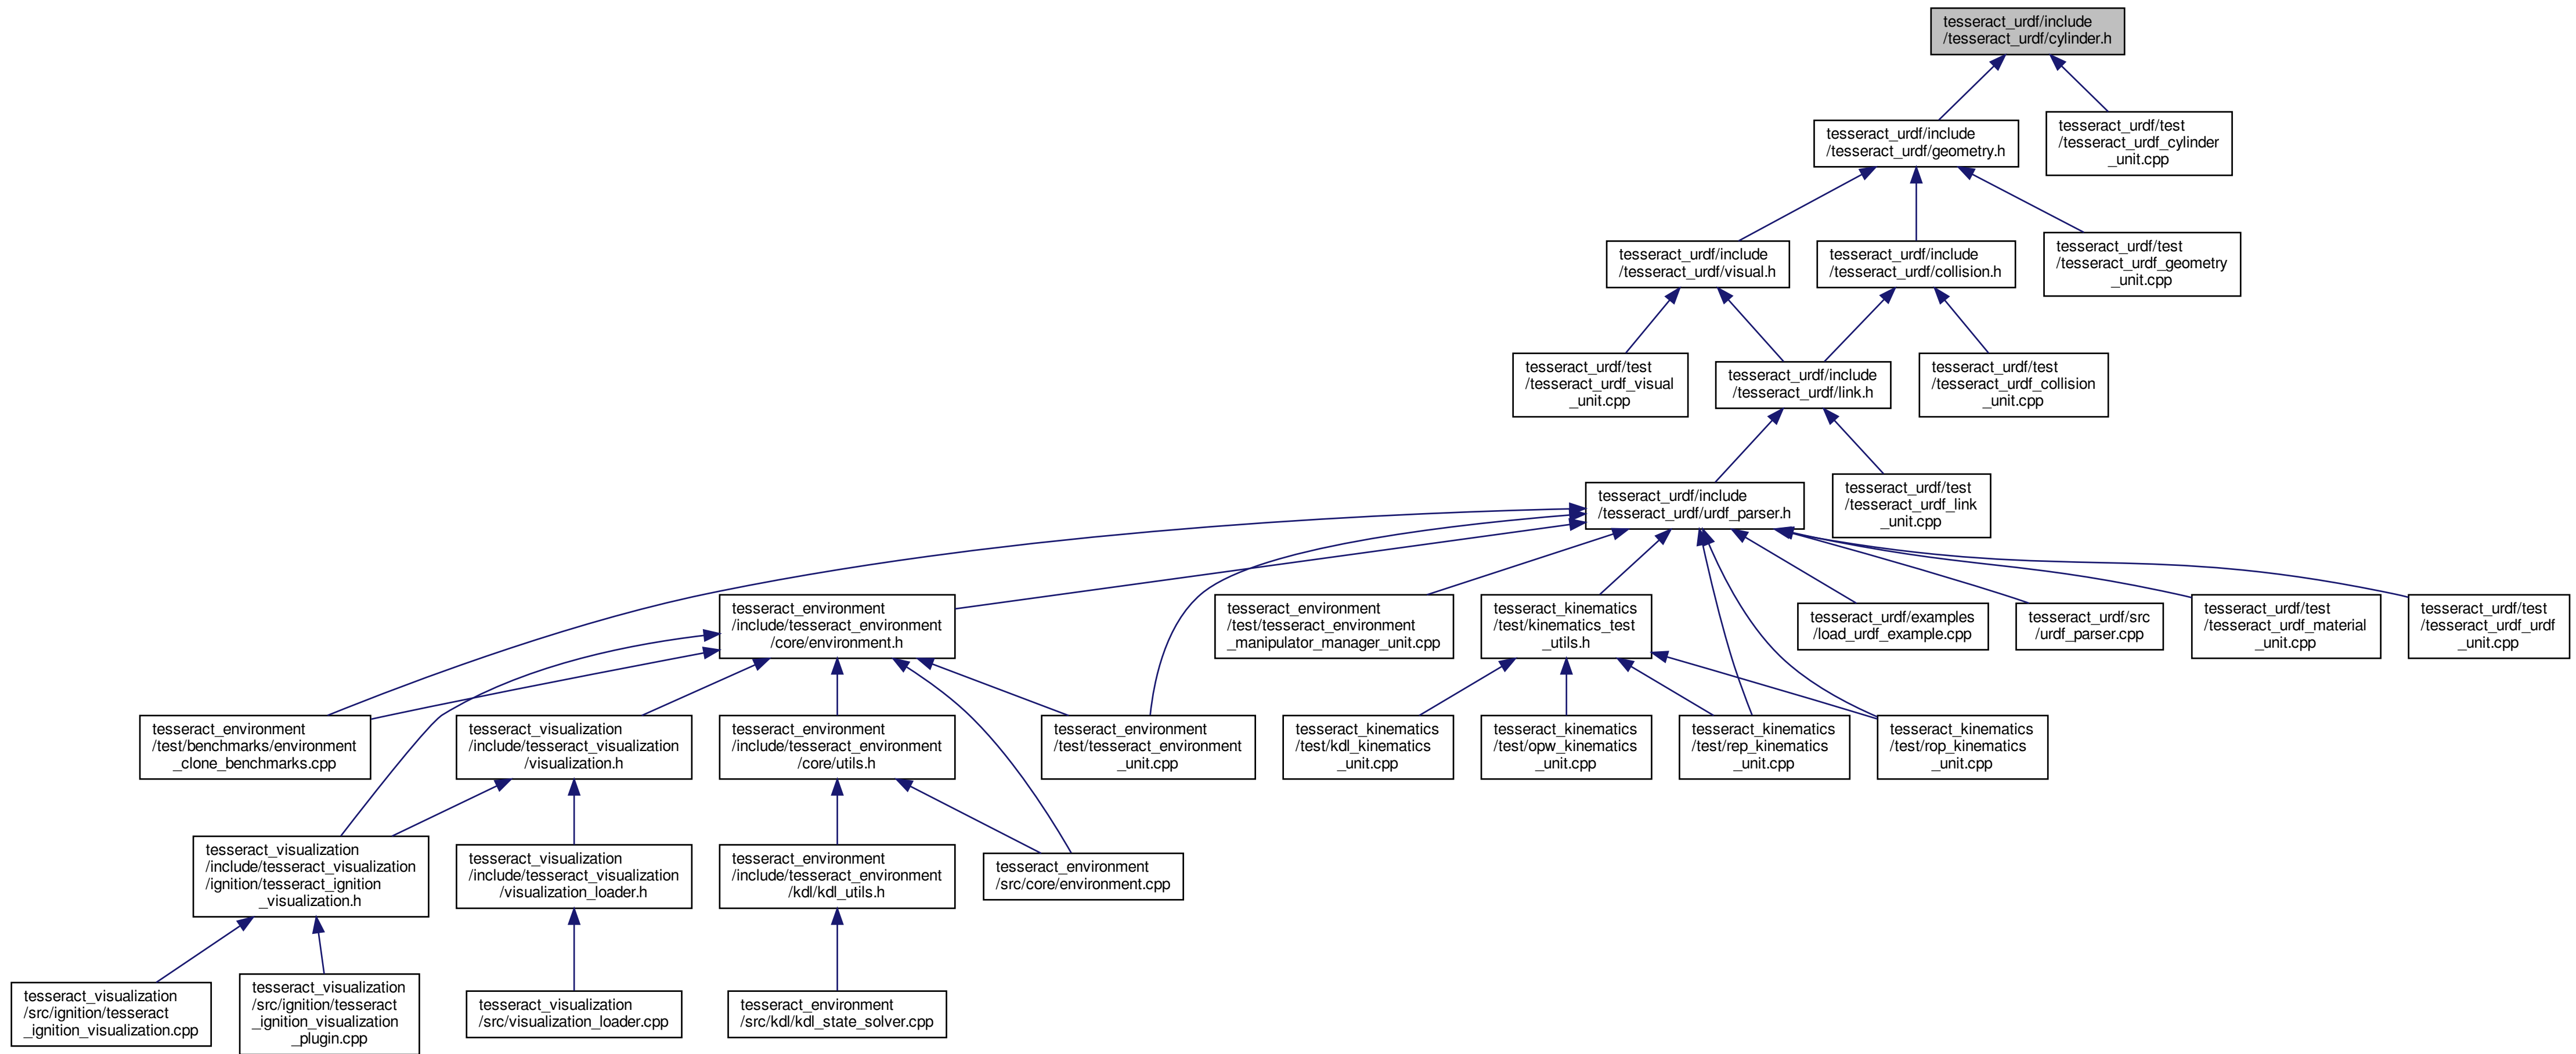 tesseract_urdf/include
/tesseract_urdf/cylinder.h
tesseract_urdf/include
/tesseract_urdf/geometry.h
tesseract_urdf/test
/tesseract_urdf_cylinder
_unit.cpp
tesseract_urdf/include
/tesseract_urdf/visual.h
tesseract_urdf/include
/tesseract_urdf/collision.h
tesseract_urdf/test
/tesseract_urdf_geometry
_unit.cpp
tesseract_urdf/test
/tesseract_urdf_visual
_unit.cpp
tesseract_urdf/include
/tesseract_urdf/link.h
tesseract_urdf/test
/tesseract_urdf_collision
_unit.cpp
tesseract_urdf/include
/tesseract_urdf/urdf_parser.h
tesseract_urdf/test
/tesseract_urdf_link
_unit.cpp
tesseract_environment
/include/tesseract_environment
/core/environment.h
tesseract_environment
/test/tesseract_environment
_manipulator_manager_unit.cpp
tesseract_kinematics
/test/kinematics_test
_utils.h
tesseract_urdf/examples
/load_urdf_example.cpp
tesseract_urdf/src
/urdf_parser.cpp
tesseract_urdf/test
/tesseract_urdf_material
_unit.cpp
tesseract_urdf/test
/tesseract_urdf_urdf
_unit.cpp
tesseract_environment
/test/benchmarks/environment
_clone_benchmarks.cpp
tesseract_visualization
/include/tesseract_visualization
/visualization.h
tesseract_environment
/include/tesseract_environment
/core/utils.h
tesseract_environment
/test/tesseract_environment
_unit.cpp
tesseract_kinematics
/test/kdl_kinematics
_unit.cpp
tesseract_kinematics
/test/opw_kinematics
_unit.cpp
tesseract_kinematics
/test/rep_kinematics
_unit.cpp
tesseract_kinematics
/test/rop_kinematics
_unit.cpp
tesseract_visualization
/include/tesseract_visualization
/ignition/tesseract_ignition
_visualization.h
tesseract_visualization
/include/tesseract_visualization
/visualization_loader.h
tesseract_environment
/include/tesseract_environment
/kdl/kdl_utils.h
tesseract_environment
/src/core/environment.cpp
tesseract_visualization
/src/ignition/tesseract
_ignition_visualization.cpp
tesseract_visualization
/src/ignition/tesseract
_ignition_visualization
_plugin.cpp
tesseract_visualization
/src/visualization_loader.cpp
tesseract_environment
/src/kdl/kdl_state_solver.cpp